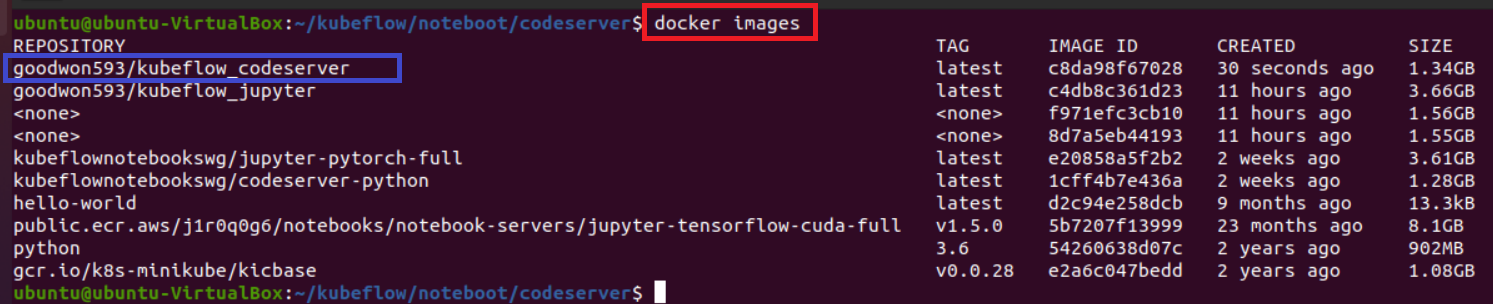 ubuntu@ubuntu-VirtualBox:~/kubeflow/noteboot/codeserver$ docker images
REPOSITORY TAG IMAGE ID CREATED SIZE
goodwon593/kubeflow_codeserver latest c8da98f67028 30 seconds ago 1.34GB
goodwon593/kubeflow_jupyter latest c4db8c361d23 11 hours ago 3.66GB
<none> <none> f971efc3cb10 11 hours ago 1.56GB
<none> <none> 8d7a5eb44193 11 hours ago 1.55GB
kubeflownotebookswg/jupyter-pytorch-full latest e20858a5f2b2 2 weeks ago 3.61GB
kubeflownotebookswg/codeserver-python latest 1cff4b7e436a 2 weeks ago 1.28GB
hello-world latest d2c94e258dcb 9 months ago 13.3kB
public.ecr.aws/j1r0q0g6/notebooks/notebook-servers/jupyter-tensorflow-cuda-full v1.5.0 5b7207f13999 23 months ago 8.1GB
python 3.6 54260638d07c 2 years ago 902MB
gcr.io/k8s-minikube/kicbase v0.0.28 e2a6c047bedd 2 years ago 1.08GB
ubuntu@ubuntu-VirtualBox:~/kubeflow/noteboot/codeserver$